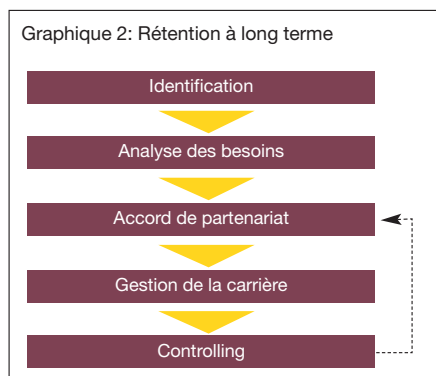 Graphique 2: Rétention à long terme
Identification
Analyse des besoins
Accord de partenariat
Gestion de la carrière
Controlling